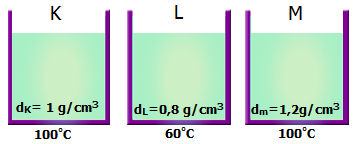 K L M
dK= 1 g/cm³ dL=0,8 g/cm³ dm=1,2g/cm³
100°C 60°C 100°C